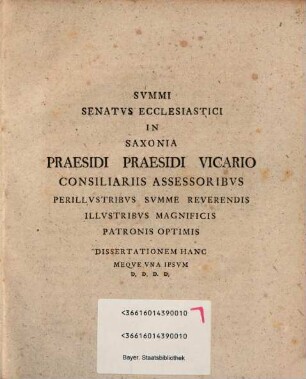 SVMMI
SENATVS ECCLESIASTICI
IN
SAXONIA
PRAESIDI PRAESIDI VICARIO
CONSILIARIIS ASSESSORIBVS
PERILLVSTRIBVS SVMME REVERENDIS
ILLVSTRIBVS MAGNIFICIS
PATRONIS OPTIMIS
DISSERTATIONEM HANC
MEQVE VNA IPSVM
D. D. D. D.
<36616014390010
<36616014390010
Bayer. Staatsbibliothek